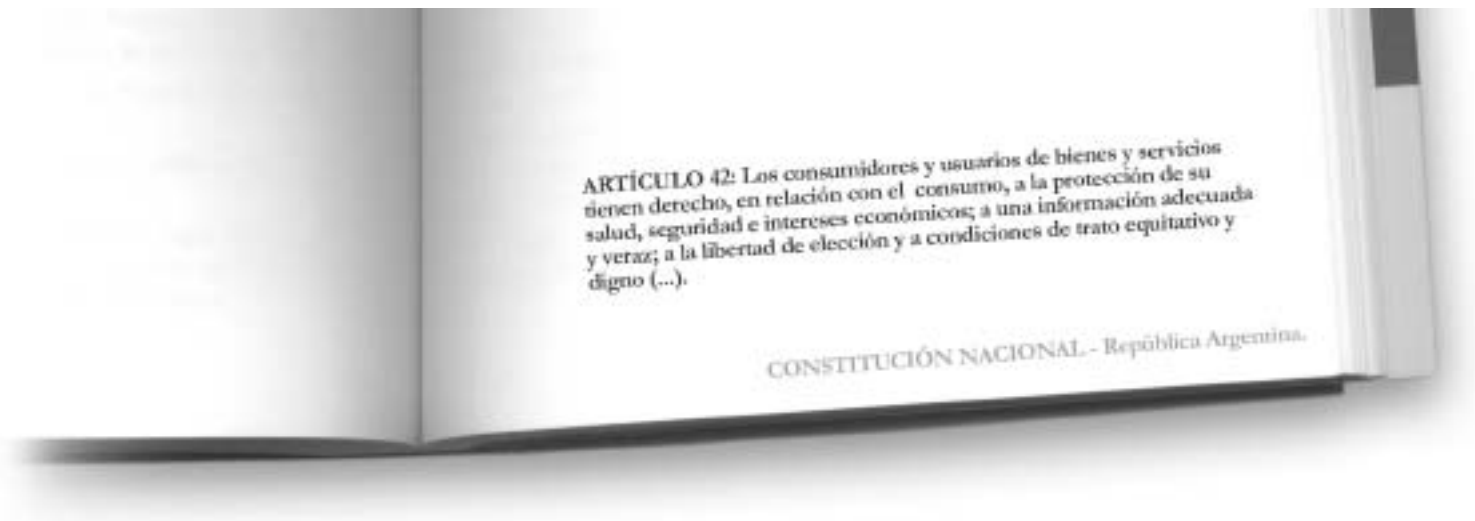 ARTÍCULO 42: Los consumidores y usuarios de bienes y servicios
tienen derecho, en relación con el consumo, a la protección de su
salud, seguridad e intereses económicos; a una información adecuada
y veraz; a la libertad de elección y a condiciones de trato equitativo y
digno (...).
CONSTITUCIÓN NACIONAL - República Argentina.